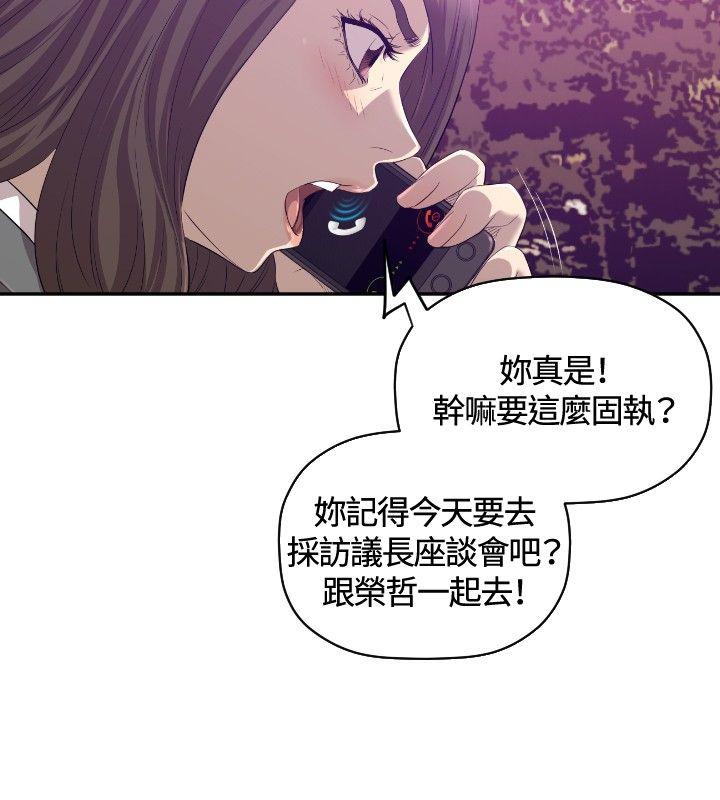 妳真是！
幹嘛要這麼固執？
妳記得今天要去
採訪議長座談會吧？
跟榮哲一起去！